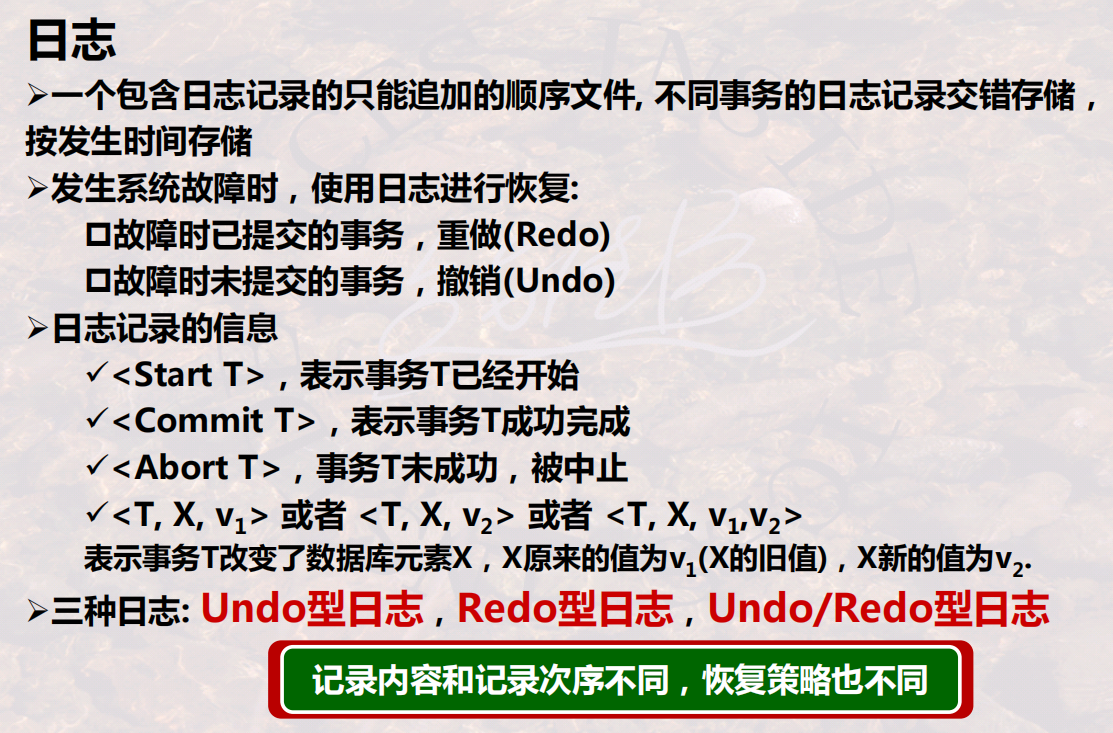 日志
➢一个包含日志记录的只能追加的顺序文件, 不同事务的日志记录交错存储，
按发生时间存储
➢发生系统故障时，使用日志进行恢复:
故障时已提交的事务，重做(Redo)
故障时未提交的事务，撤销(Undo)
➢日志记录的信息
✓<Start T>，表示事务T已经开始
✓<Commit T>，表示事务T成功完成
✓<Abort T>，事务T未成功，被中止
✓<T, X, v1> 或者 <T, X, v2> 或者 <T, X, v1,v2>
表示事务T改变了数据库元素X，X原来的值为v1(X的旧值)，X新的值为v2.
➢三种日志: Undo型日志，Redo型日志，Undo/Redo型日志
记录内容和记录次序不同，恢复策略也不同